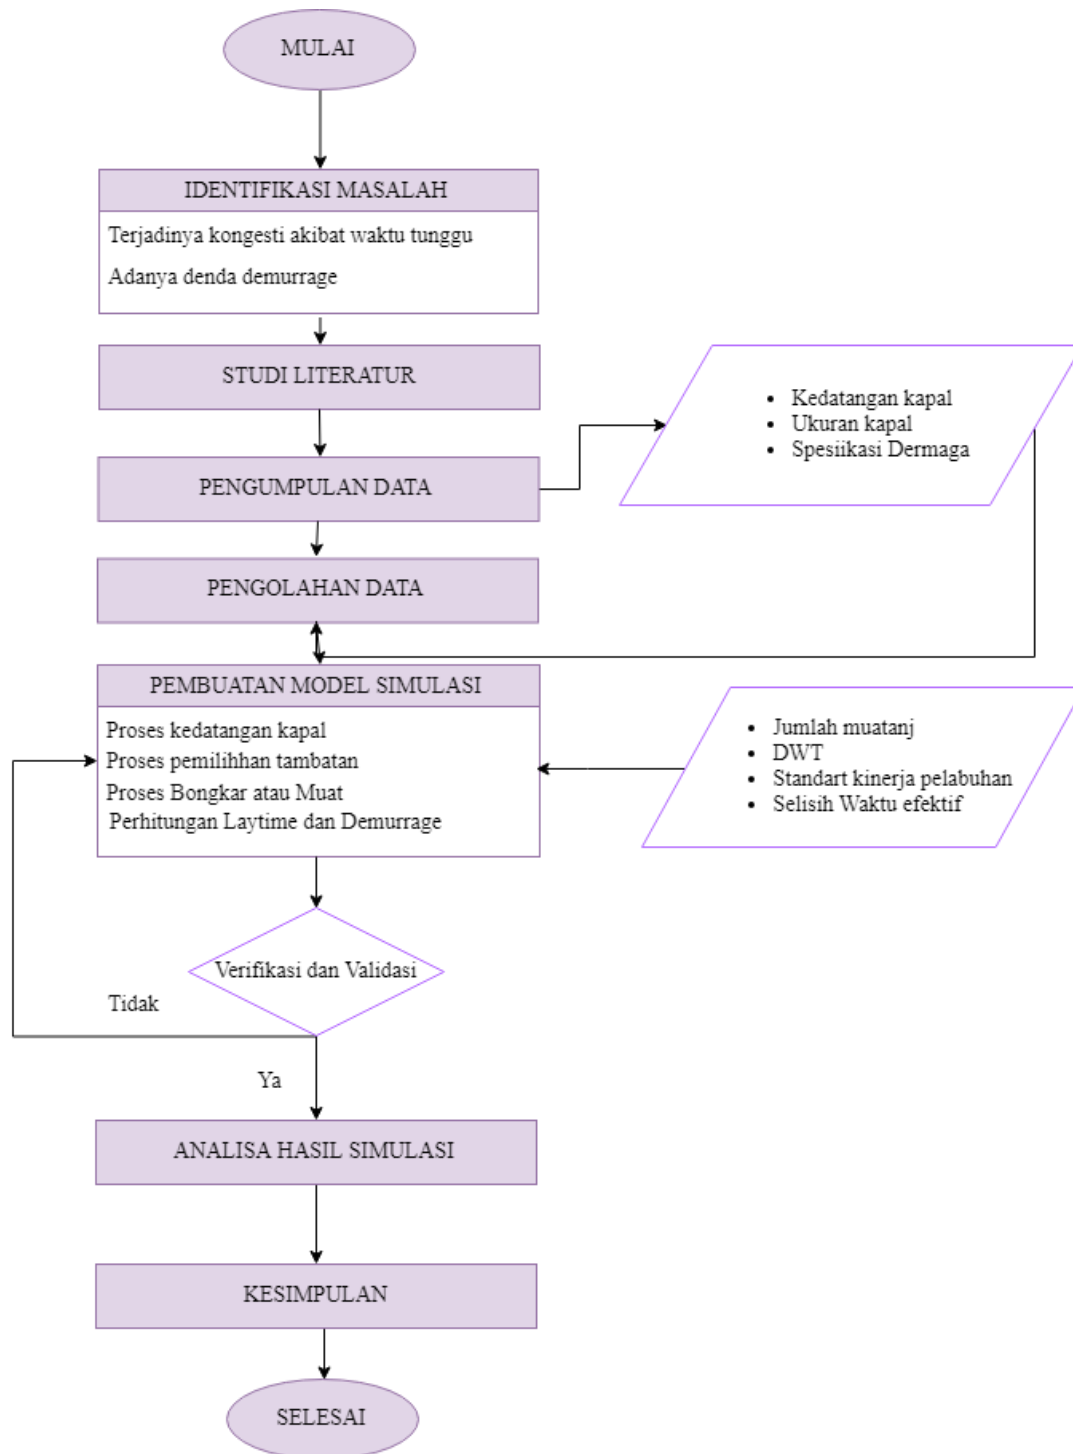 MULAI
IDENTIFIKASI MASALAH
Terjadinya kongesti akibat waktu tunggu
Adanya denda demurrage
STUDI LITERATUR
PENGUMPULAN DATA
• Kedatangan kapal
• Ukuran kapal
• Spesiikasi Dermaga
PENGOLAHAN DATA
PEMBUATAN MODEL SIMULASI
Proses kedatangan kapal
Proses pemilihhan tambatan
Proses Bongkar atau Muat
Perhitungan Laytime dan Demurrage
• Jumlah muatanj
• DWT
• Standart kinerja pelabuhan
• Selisih Waktu efektif
Verifikasi dan Validasi
Tidak
Ya
ANALISA HASIL SIMULASI
KESIMPULAN
SELESAI